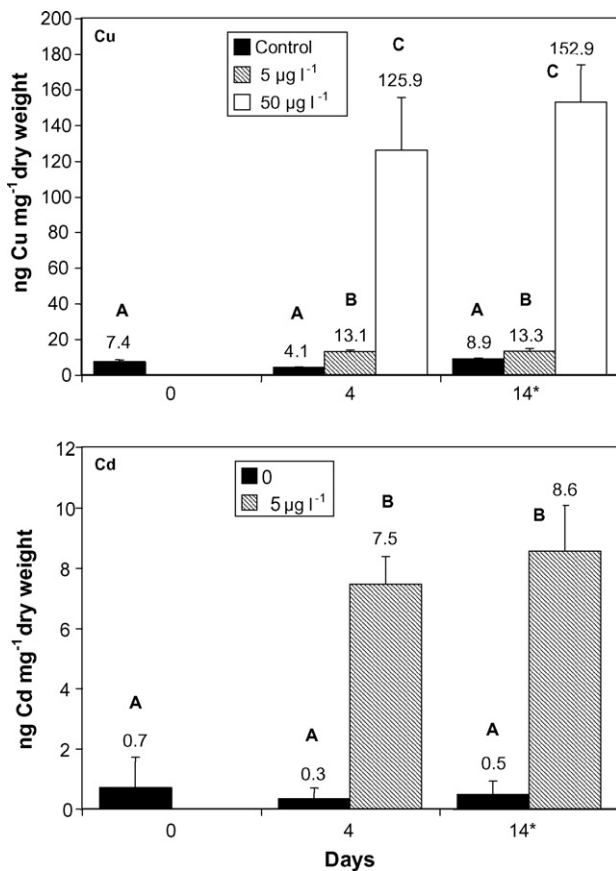 200
180
160
140
120
100
80
60
40
20
0
ng Cu mg⁻¹ dry weight
Cu
Control
5 µg l⁻¹
50 µg l⁻¹
A
7.4
A
4.1
B
13.1
C
125.9
A
8.9
B
13.3
152.9
C
0 4 14*
12
10
8
6
4
2
0
ng Cd mg⁻¹ dry weight
Cd
0
5 µg l⁻¹
A
0.7
A
0.3
B
7.5
A
0.5
8.6
B
0 4 14*
Days